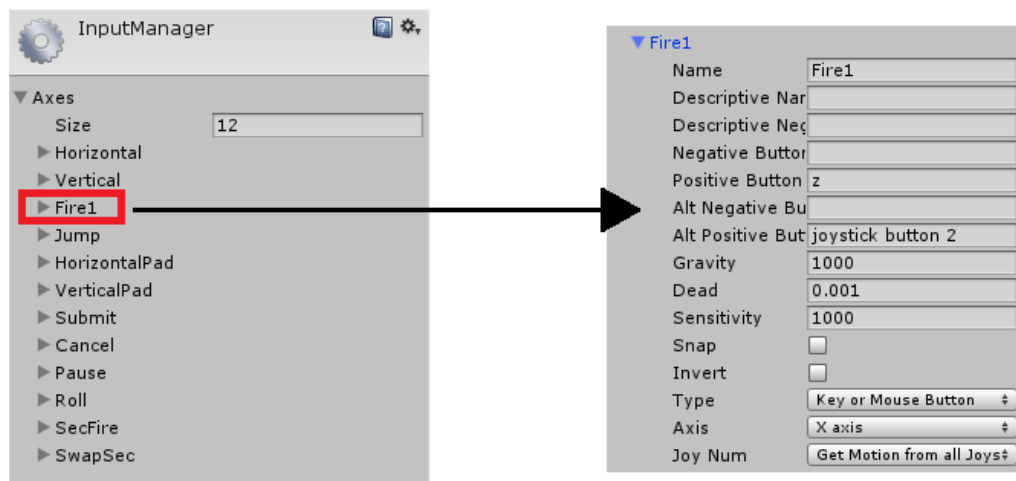 InputManager
Axes
Size 12
Horizontal
Vertical
Fire1
Jump
HorizontalPad
VerticalPad
Submit
Cancel
Pause
Roll
SecFire
SwapSec
Fire1
Name Fire1
Descriptive Nar
Descriptive Neg
Negative Buttor
Positive Button z
Alt Negative Bu
Alt Positive But joystick button 2
Gravity 1000
Dead 0.001
Sensitivity 1000
Snap
Invert
Type Key or Mouse Button
Axis X axis
Joy Num Get Motion from all Joys